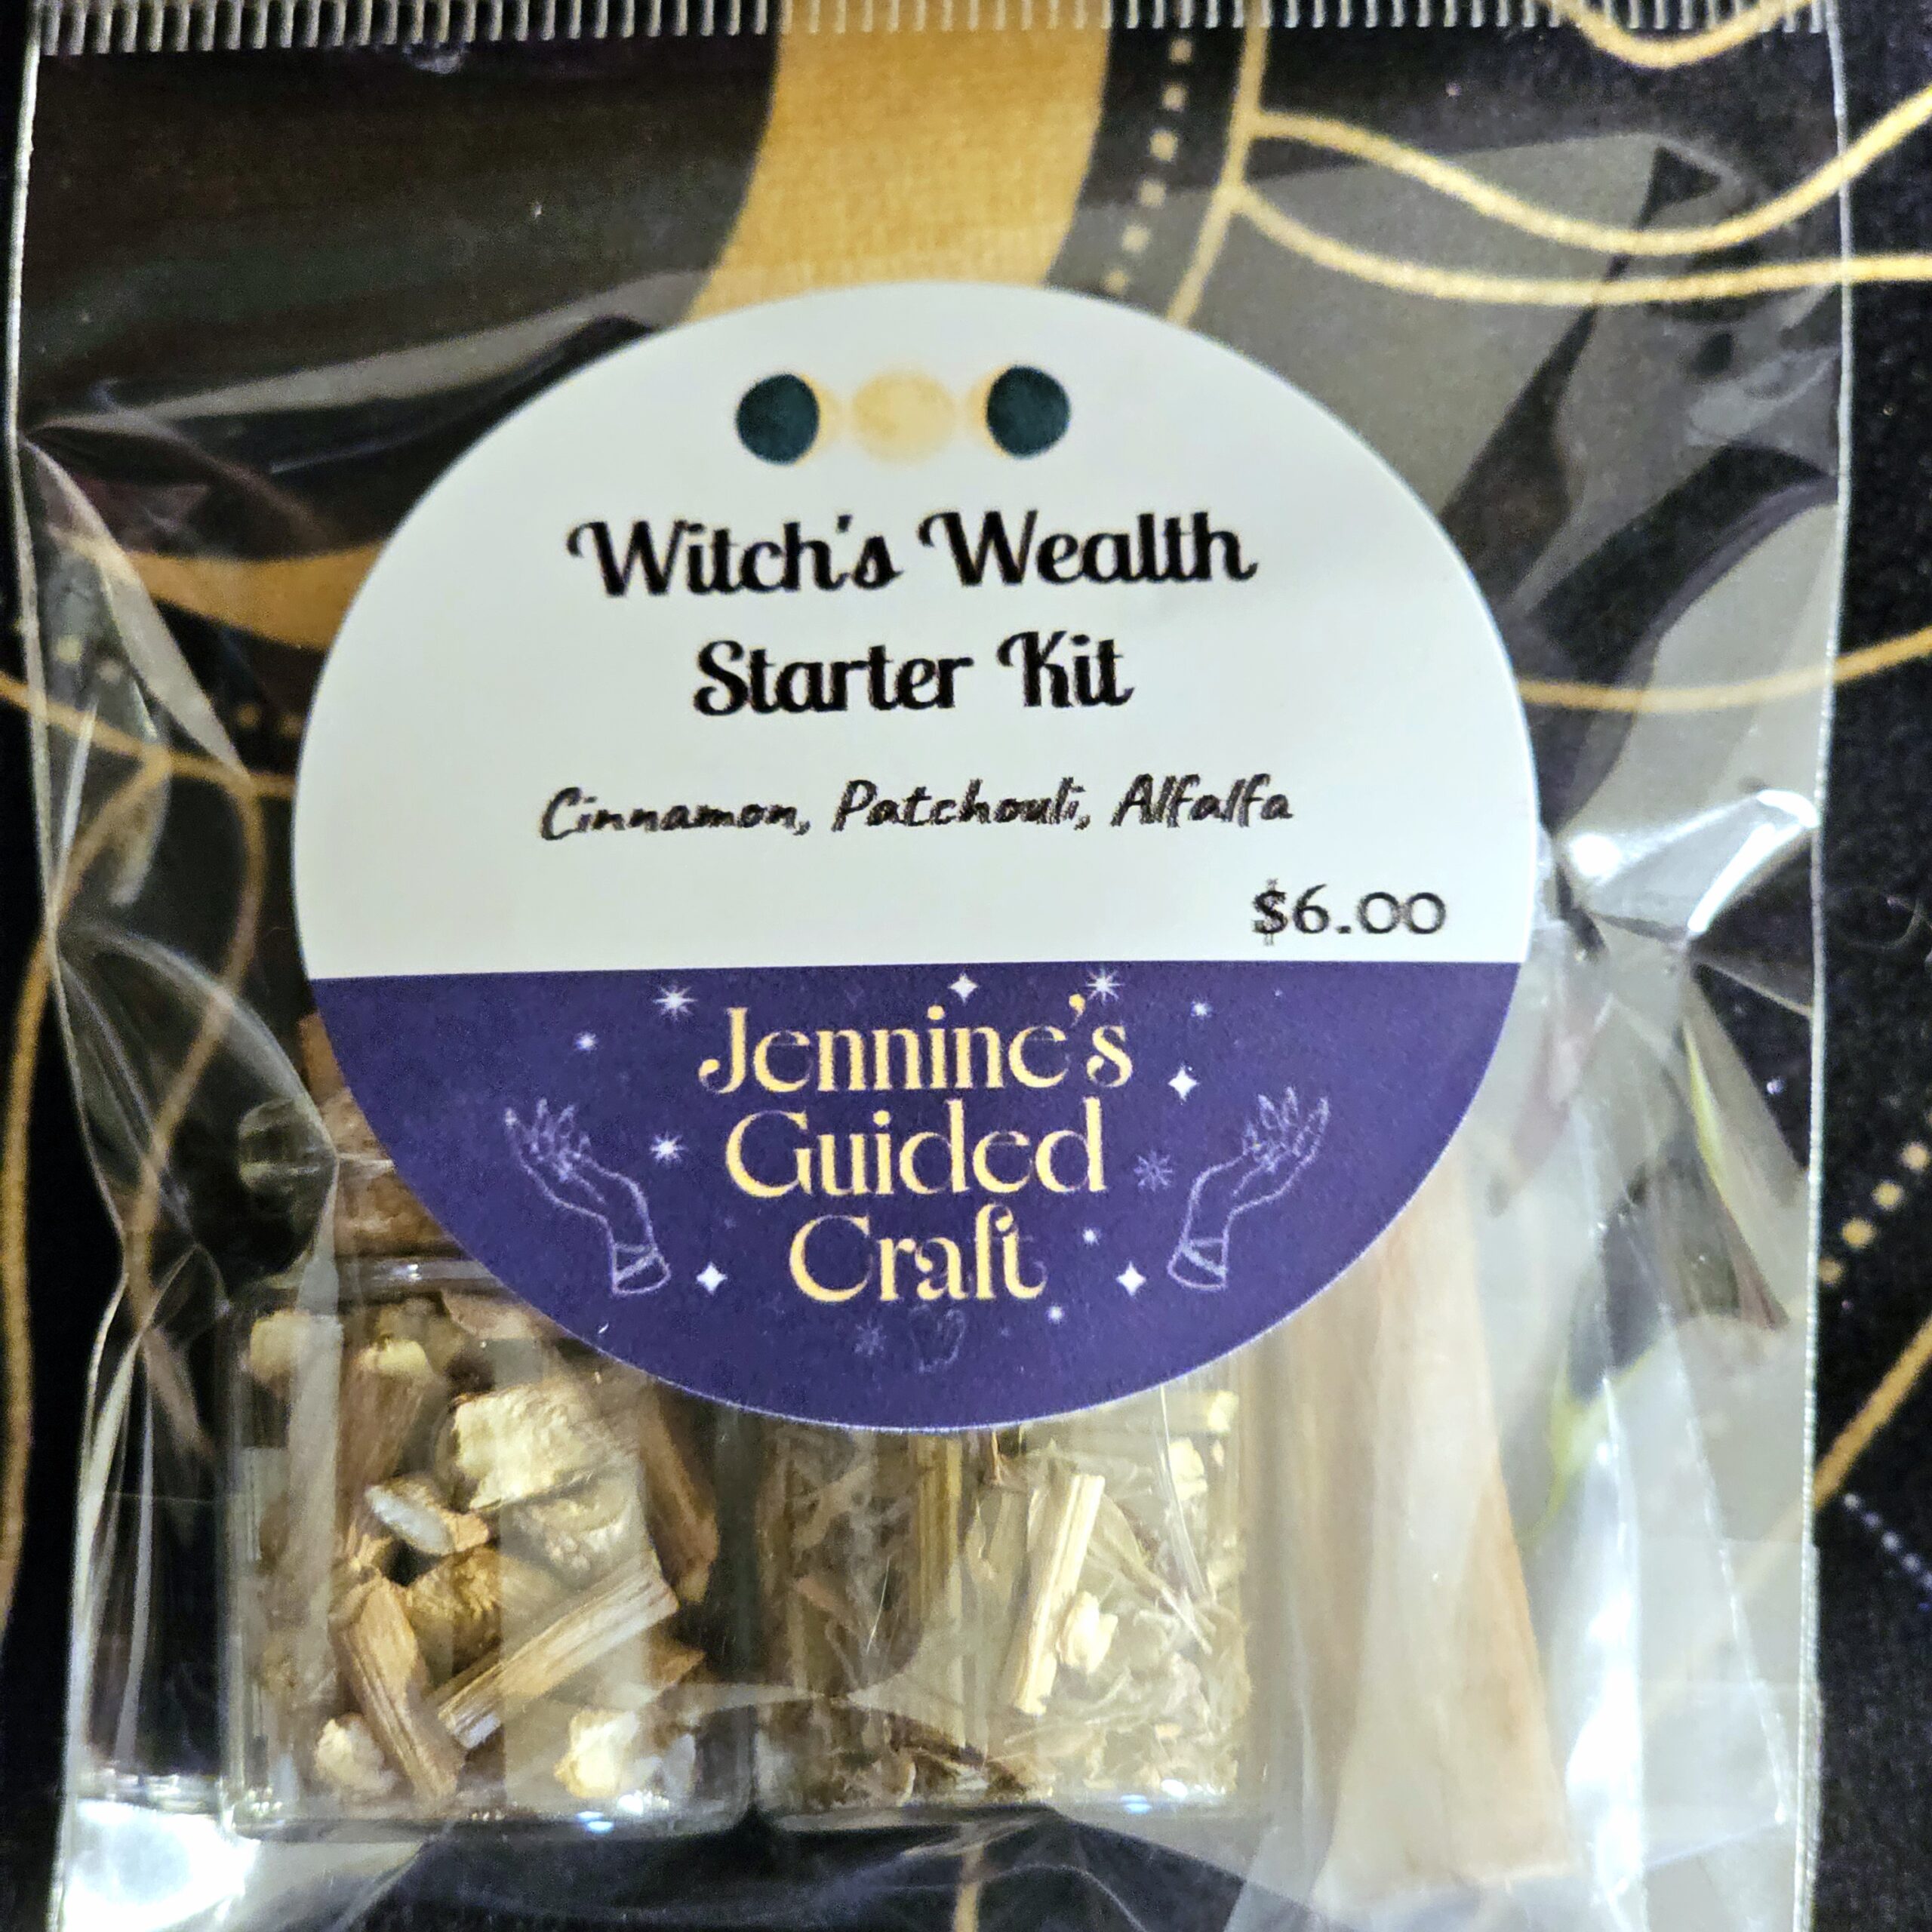 Witch's Wealth
Starter Kit
Cinnamon, Patchouli, Alfalfa
$6.00
Jennine's
Guided
Craft